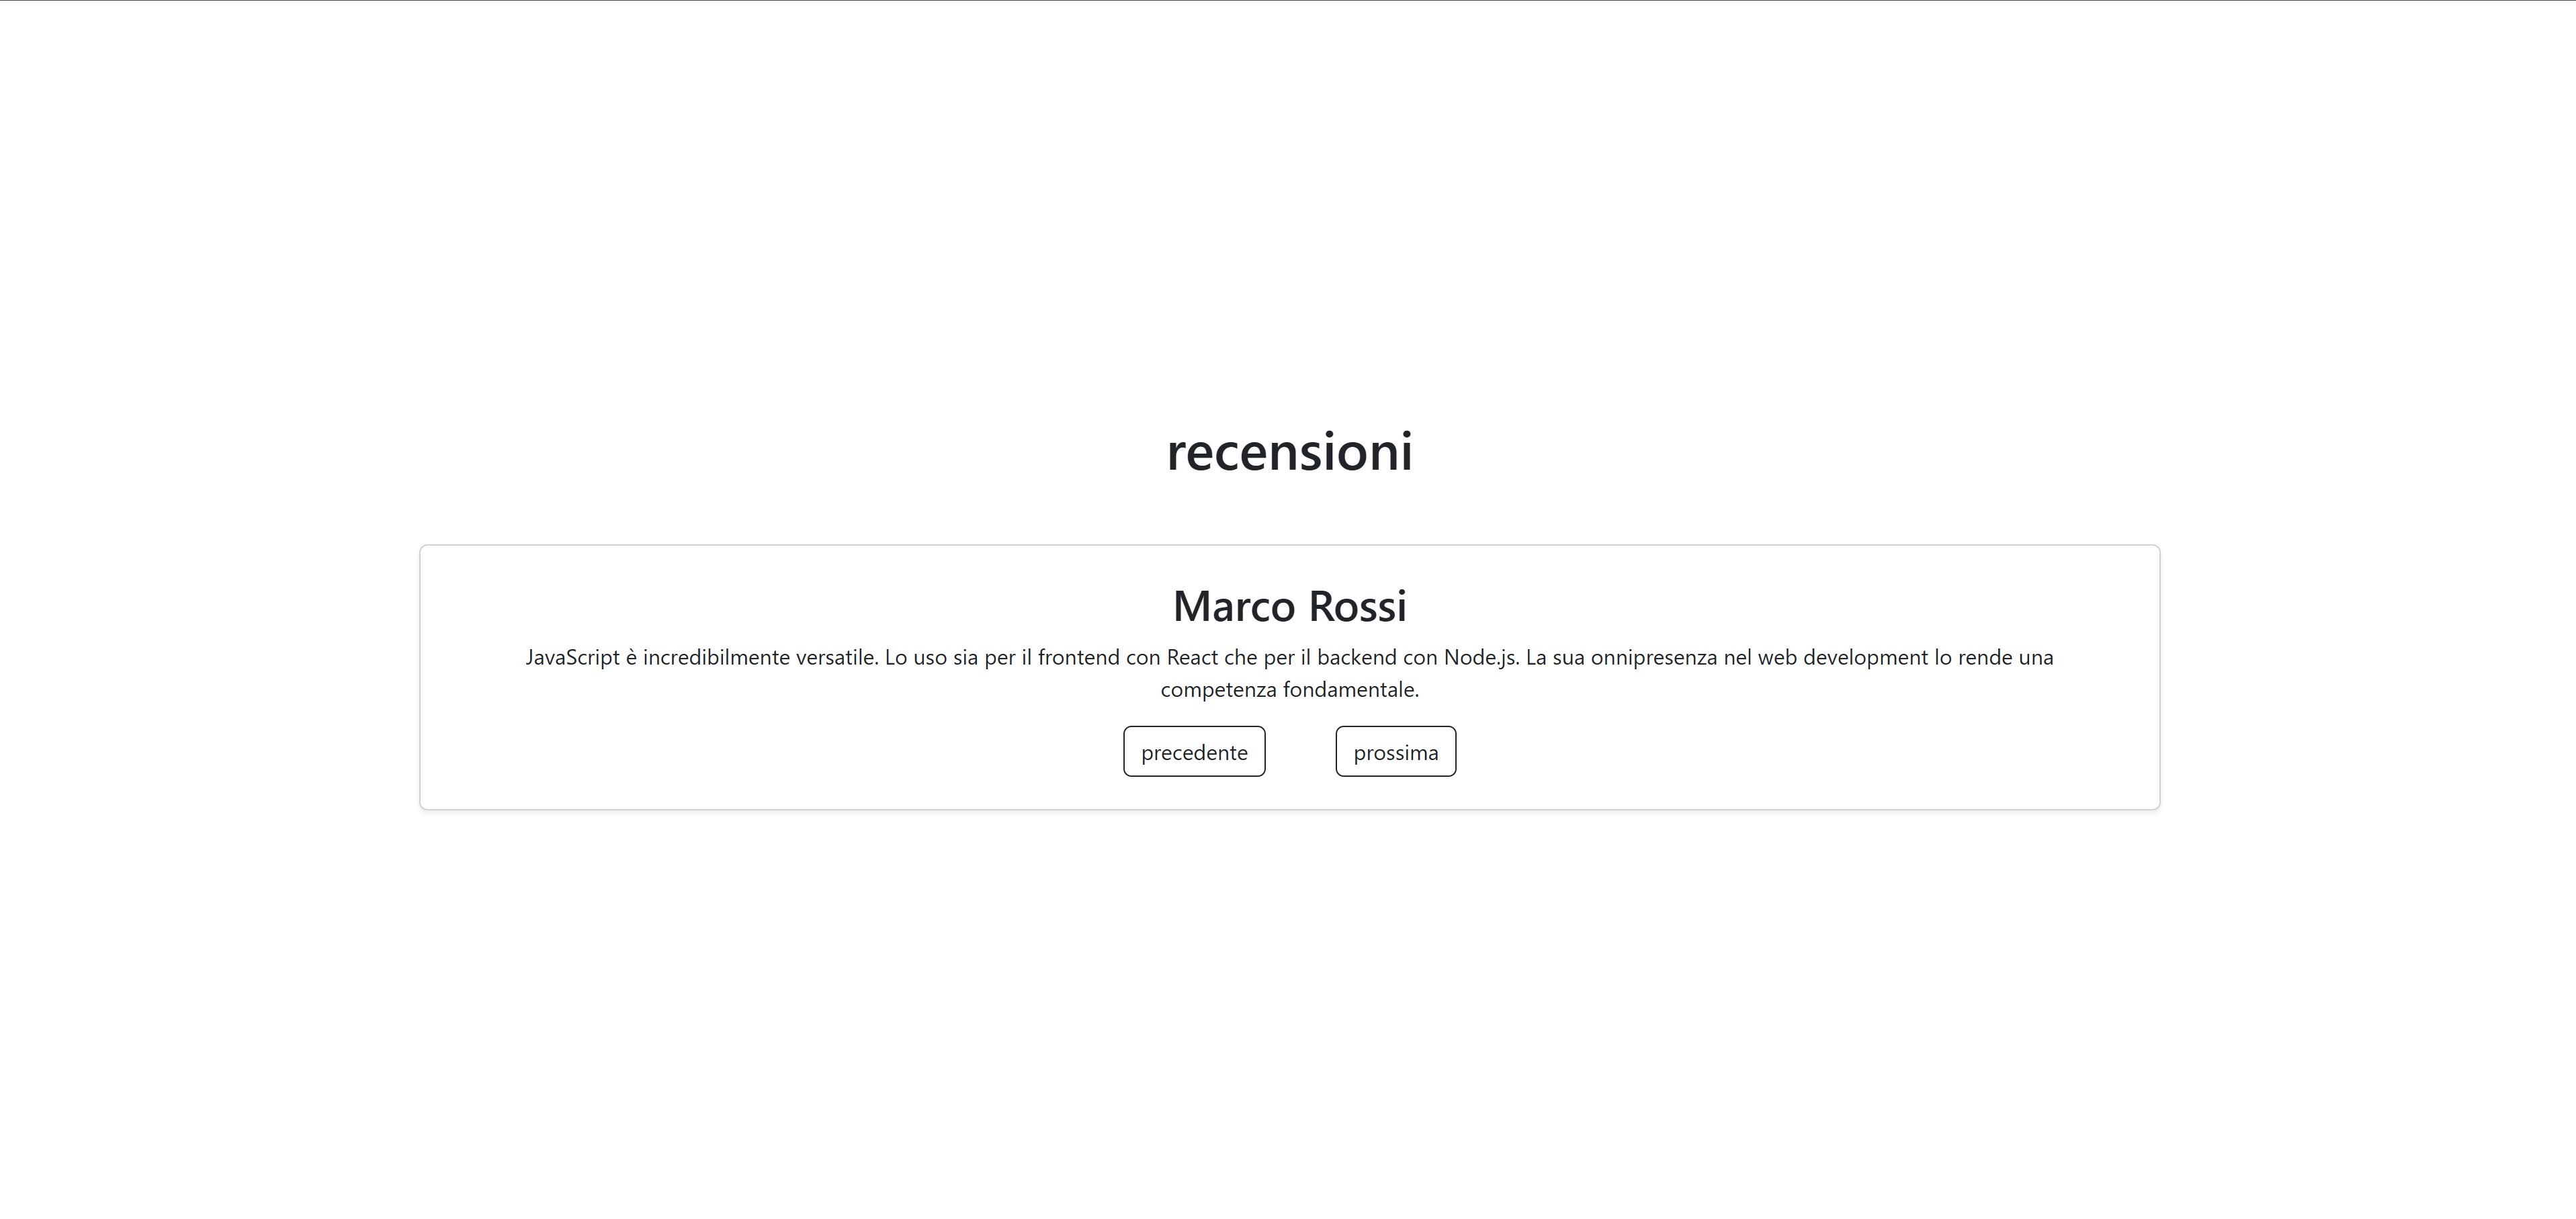 recensioni
Marco Rossi
JavaScript è incredibilmente versatile. Lo uso sia per il frontend con React che per il backend con Node.js. La sua onnipresenza nel web development lo rende una
competenza fondamentale.
precedente
prossima